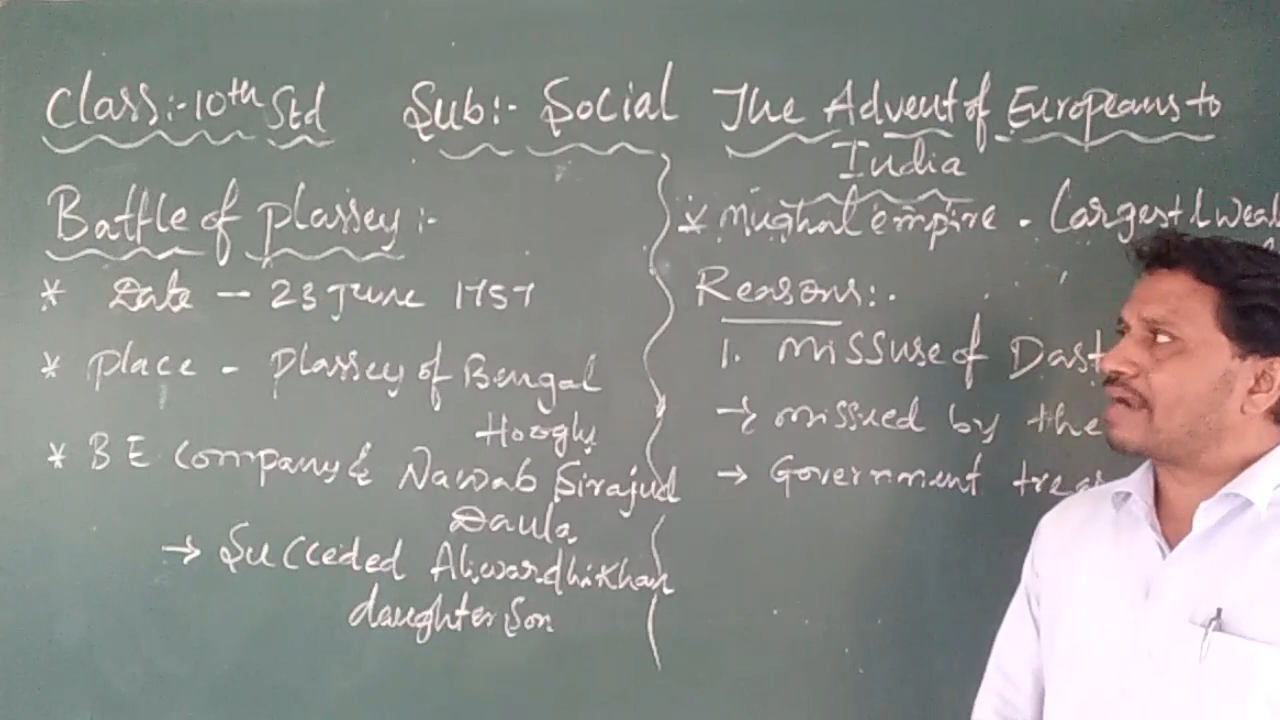 Class:- 10th Std Sub:- Social The Advent of Europeans to India
Battle of plassey:-
* Date - 23 June 1757
* place - plassey of Bengal
Hoogly
* B E company & Nawab Sirajud
Daula
→ Succeded Aliwardhi Khan
daughter son
* Mughal empire - largest &
Reasons:-
1. Missuse of
→ missued by the
→ Government